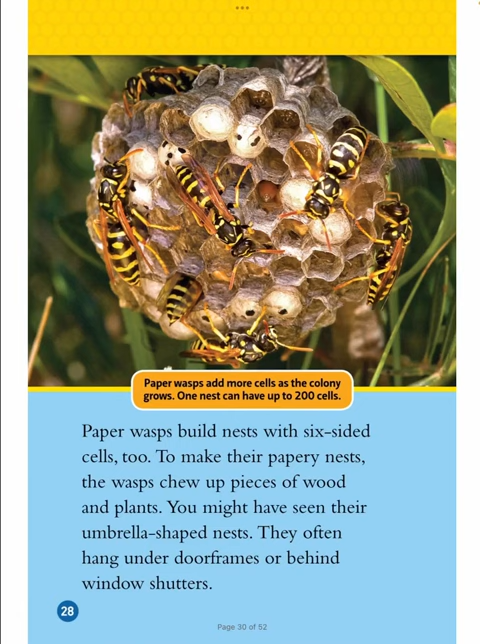 Paper wasps add more cells as the colony
grows. One nest can have up to 200 cells.
Paper wasps build nests with six-sided
cells, too. To make their papery nests,
the wasps chew up pieces of wood
and plants. You might have seen their
umbrella-shaped nests. They often
hang under doorframes or behind
window shutters.
28
Page 30 of 52